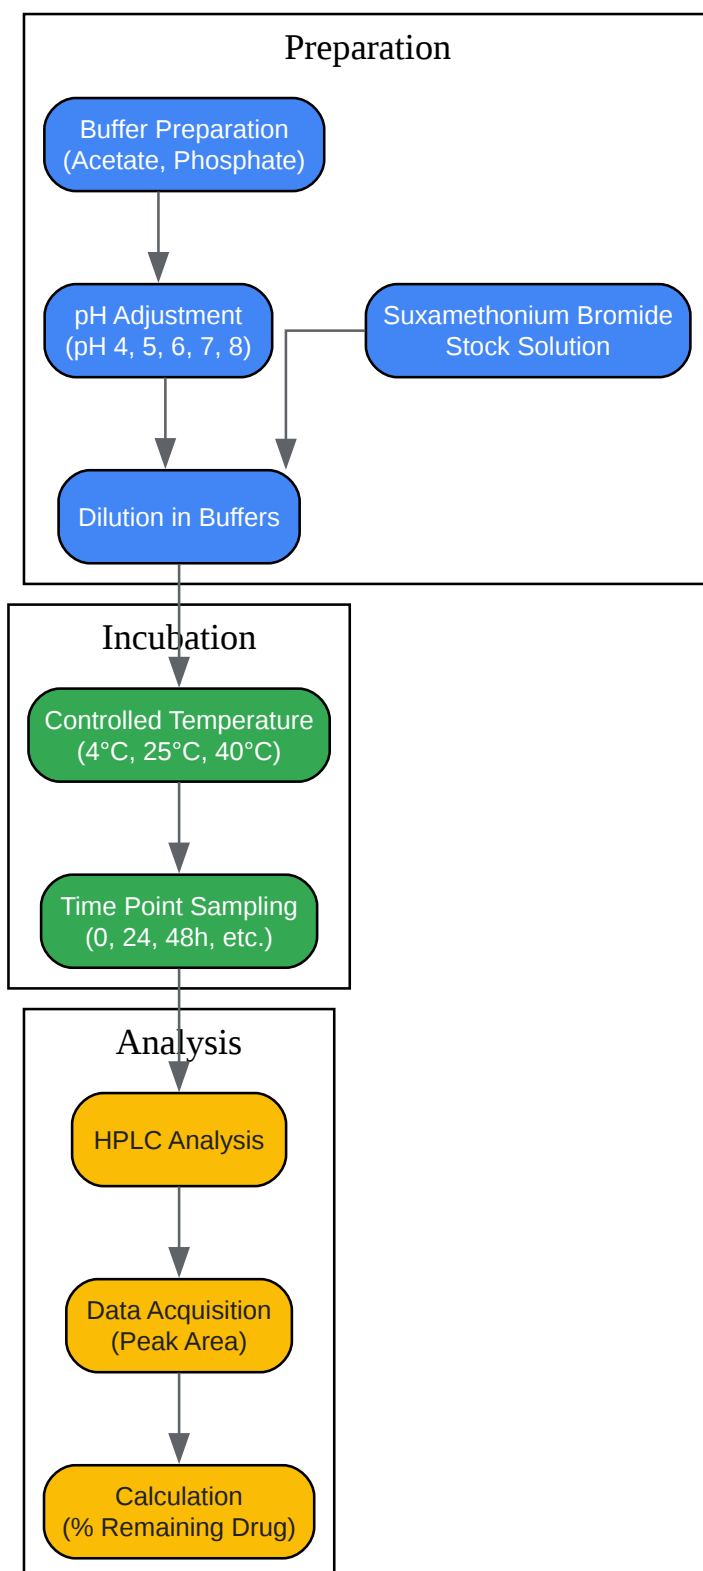 Preparation
Buffer Preparation
(Acetate, Phosphate)
pH Adjustment
(pH 4, 5, 6, 7, 8)
Suxamethonium Bromide
Stock Solution
Dilution in Buffers
Incubation
Controlled Temperature
(4°C, 25°C, 40°C)
Time Point Sampling
(0, 24, 48h, etc.)
Analysis
HPLC Analysis
Data Acquisition
(Peak Area)
Calculation
(% Remaining Drug)